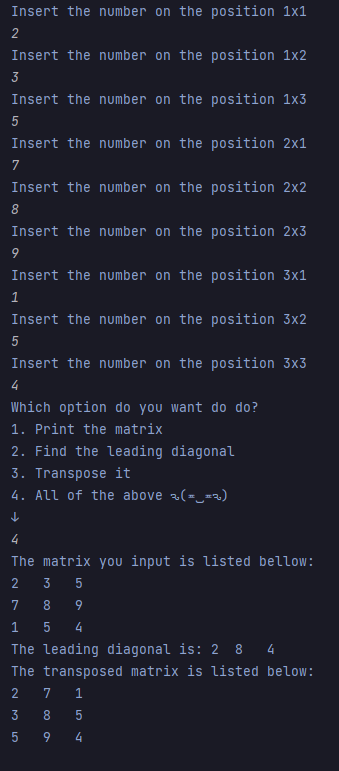 Insert the number on the position 1x1
2
Insert the number on the position 1x2
3
Insert the number on the position 1x3
5
Insert the number on the position 2x1
7
Insert the number on the position 2x2
8
Insert the number on the position 2x3
9
Insert the number on the position 3x1
1
Insert the number on the position 3x2
5
Insert the number on the position 3x3
4
Which option do you want do do?
1. Print the matrix
2. Find the leading diagonal
3. Transpose it
4. All of the above ԅ(≖‿≖ԅ)
↓
4
The matrix you input is listed bellow:
2   3   5
7   8   9
1   5   4
The leading diagonal is: 2  8   4
The transposed matrix is listed below:
2   7   1
3   8   5
5   9   4